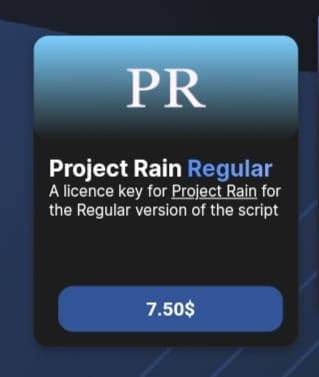 PR
Project Rain Regular
A licence key for Project Rain for
the Regular version of the script
7.50$